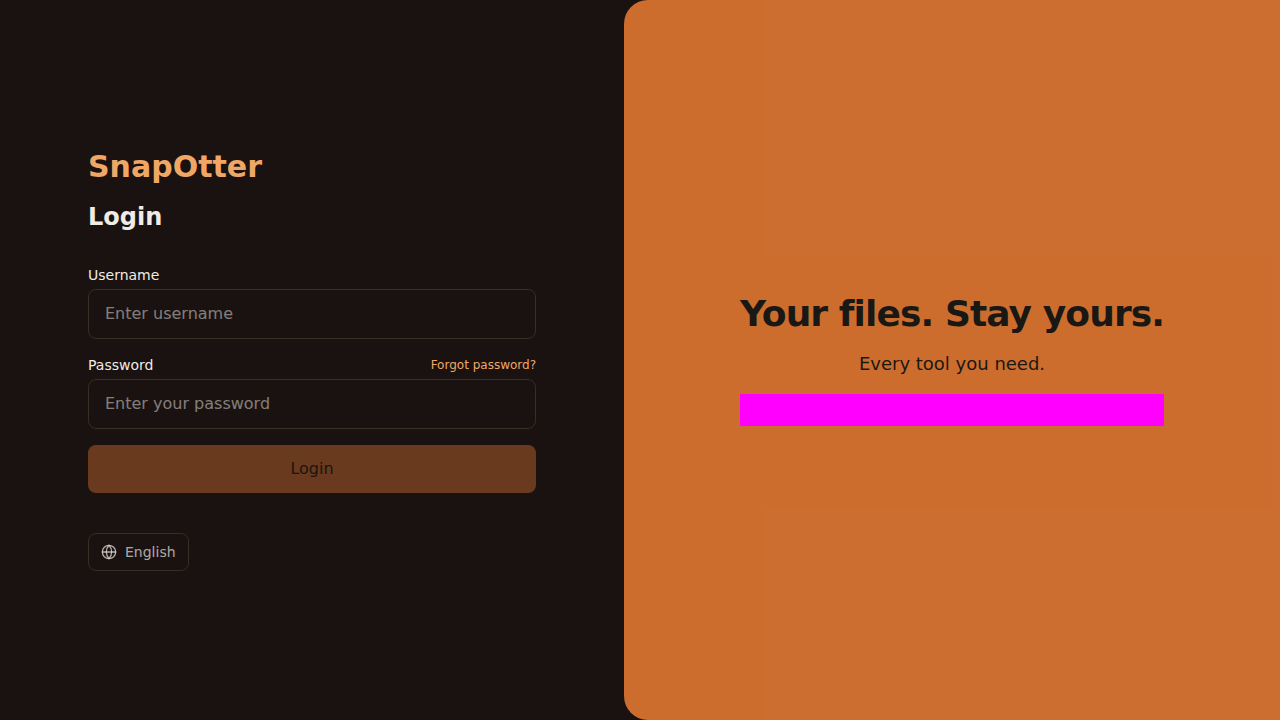 SnapOtter
Login
Username
Enter username
Password
Forgot password?
Enter your password
Login
English
Your files. Stay yours.
Every tool you need.